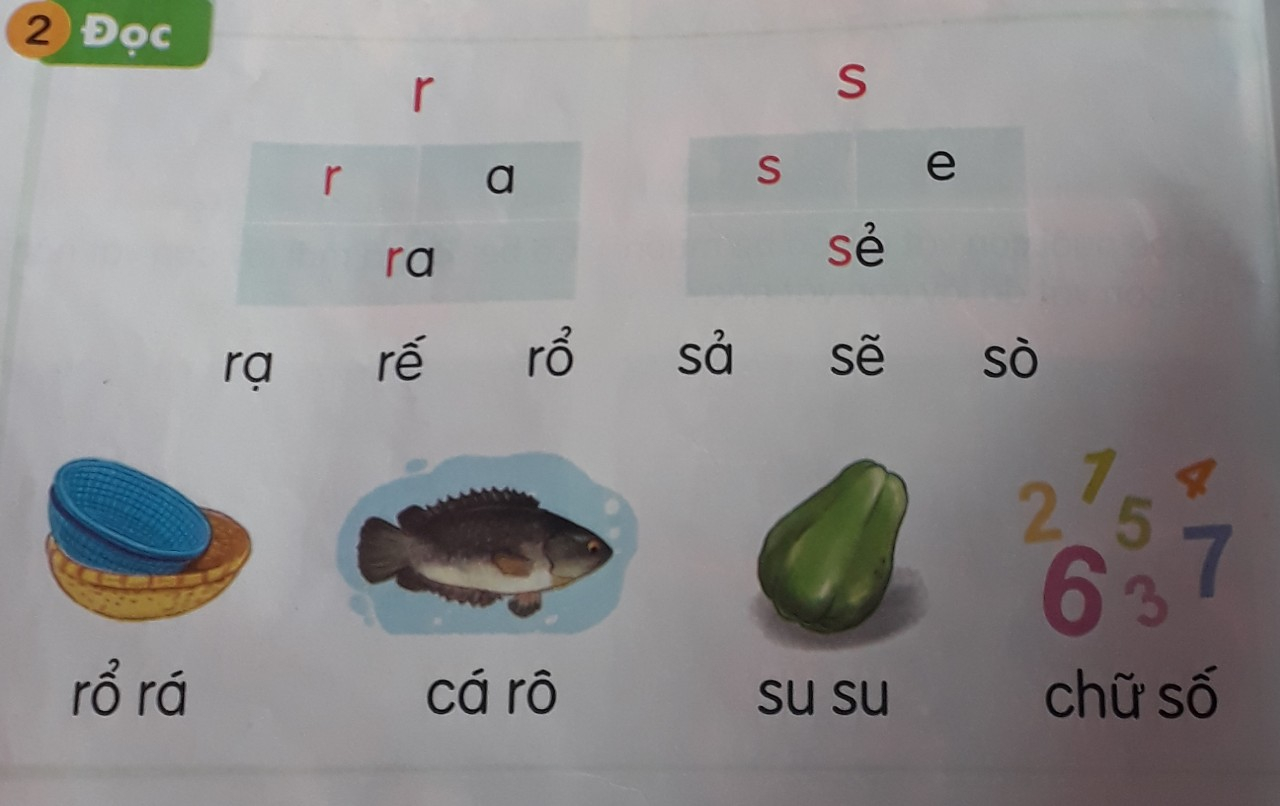 2 Đọc
r s
r a s e
ra sẻ
rạ rế rổ sả sẽ sò
2 1 5 4 6 3 7
rổ rá cá rô su su chữ số